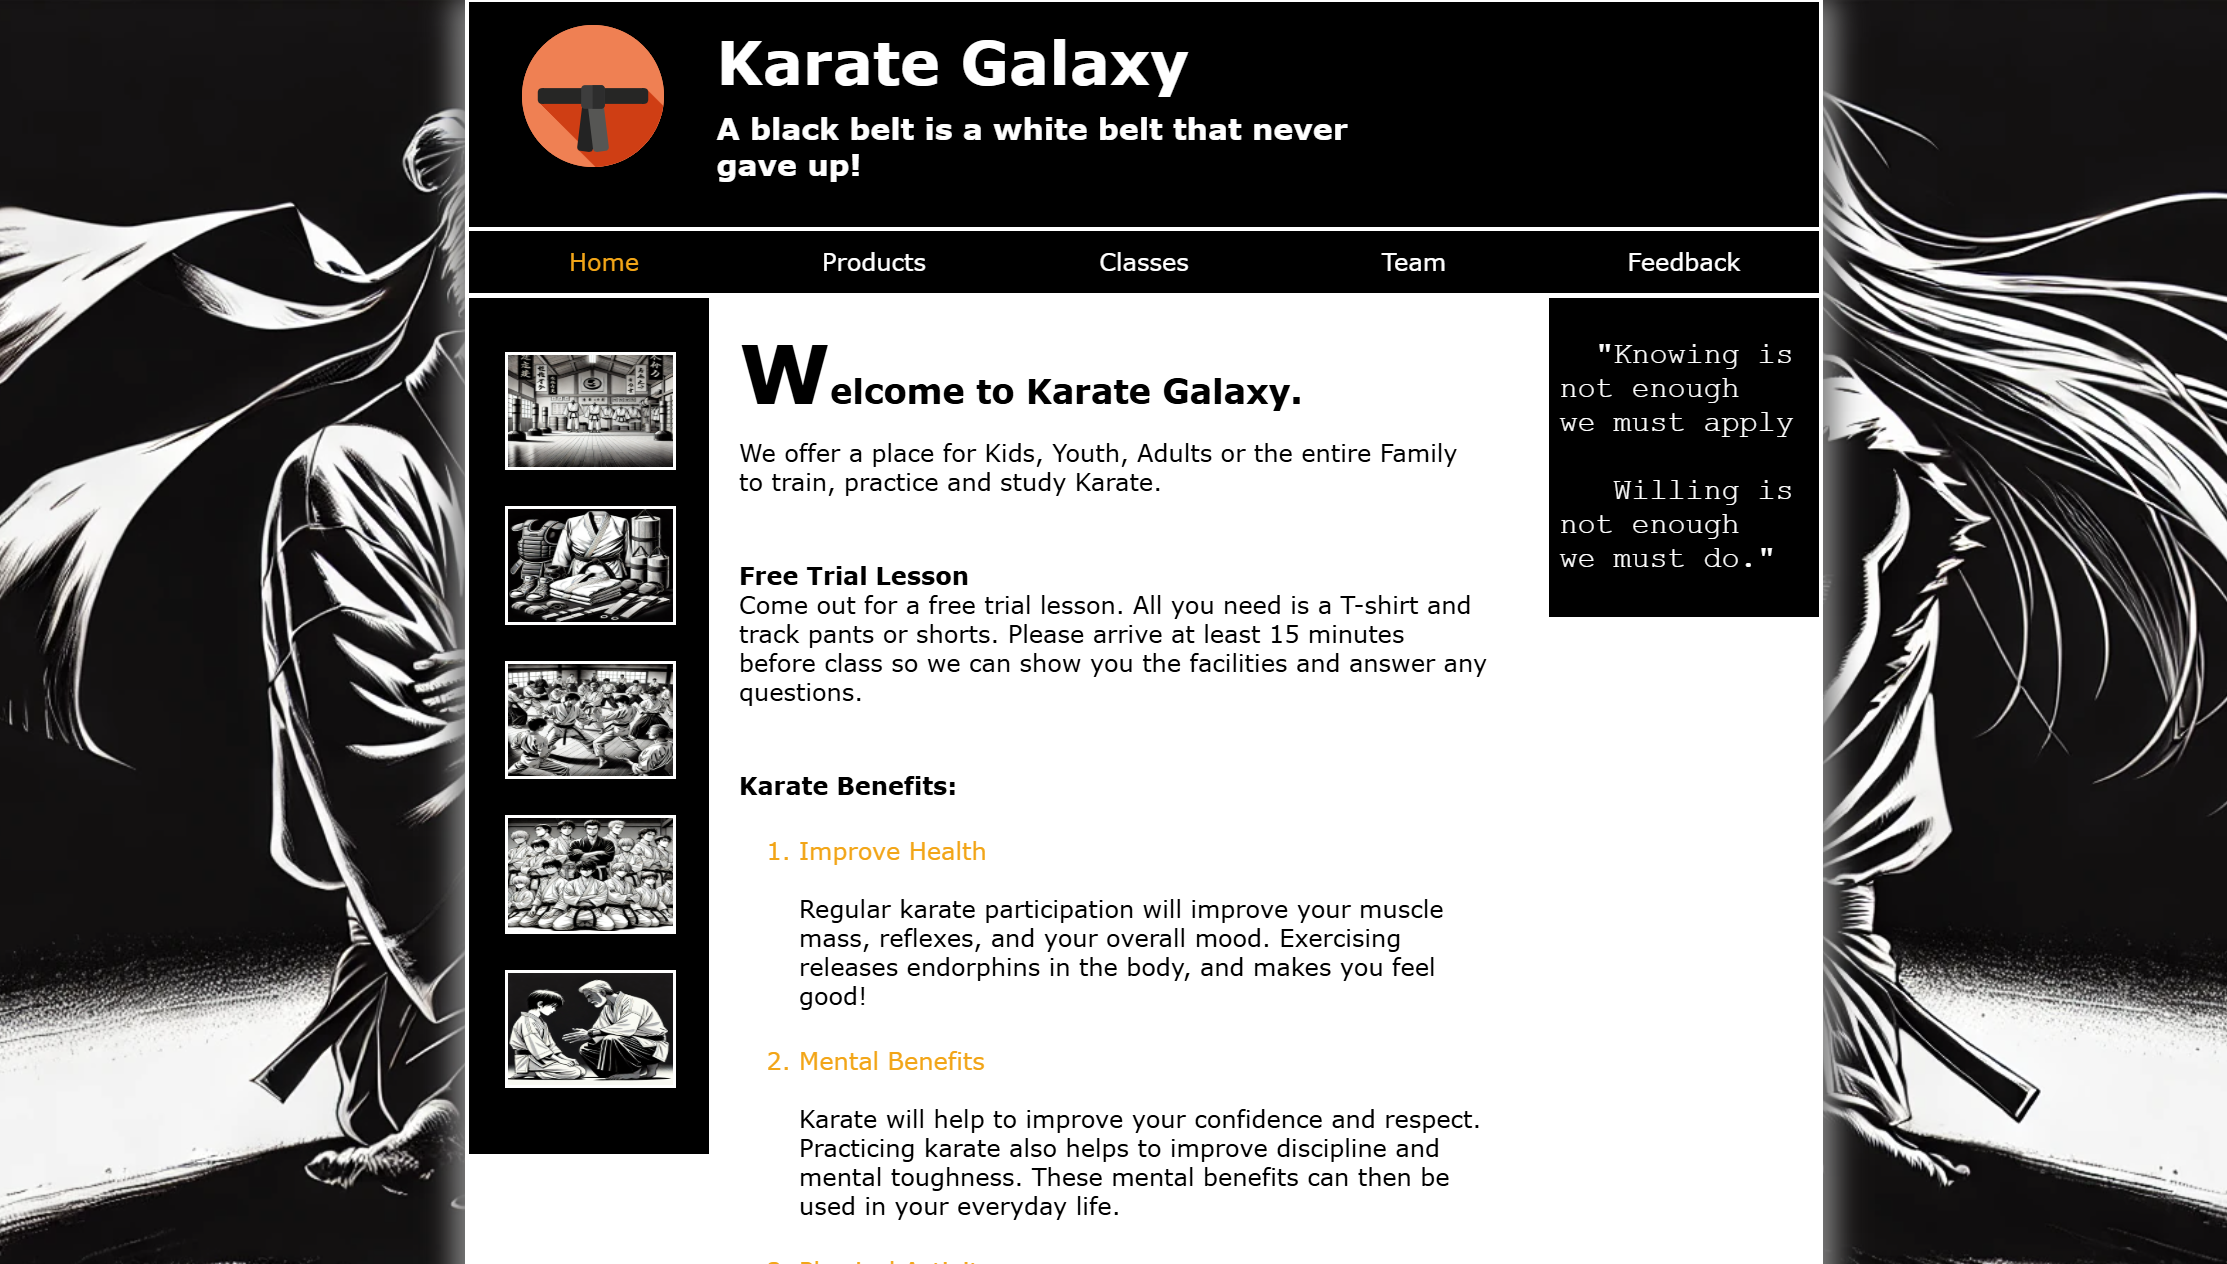 Karate Galaxy
A black belt is a white belt that never
gave up!
Home
Products
Classes
Team
Feedback
Welcome to Karate Galaxy.
We offer a place for Kids, Youth, Adults or the entire Family
to train, practice and study Karate.
Free Trial Lesson
Come out for a free trial lesson. All you need is a T-shirt and
track pants or shorts. Please arrive at least 15 minutes
before class so we can show you the facilities and answer any
questions.
Karate Benefits:
1. Improve Health
Regular karate participation will improve your muscle
mass, reflexes, and your overall mood. Exercising
releases endorphins in the body, and makes you feel
good!
2. Mental Benefits
Karate will help to improve your confidence and respect.
Practicing karate also helps to improve discipline and
mental toughness. These mental benefits can then be
used in your everyday life.
"Knowing is
not enough
we must apply
Willing is
not enough
we must do."